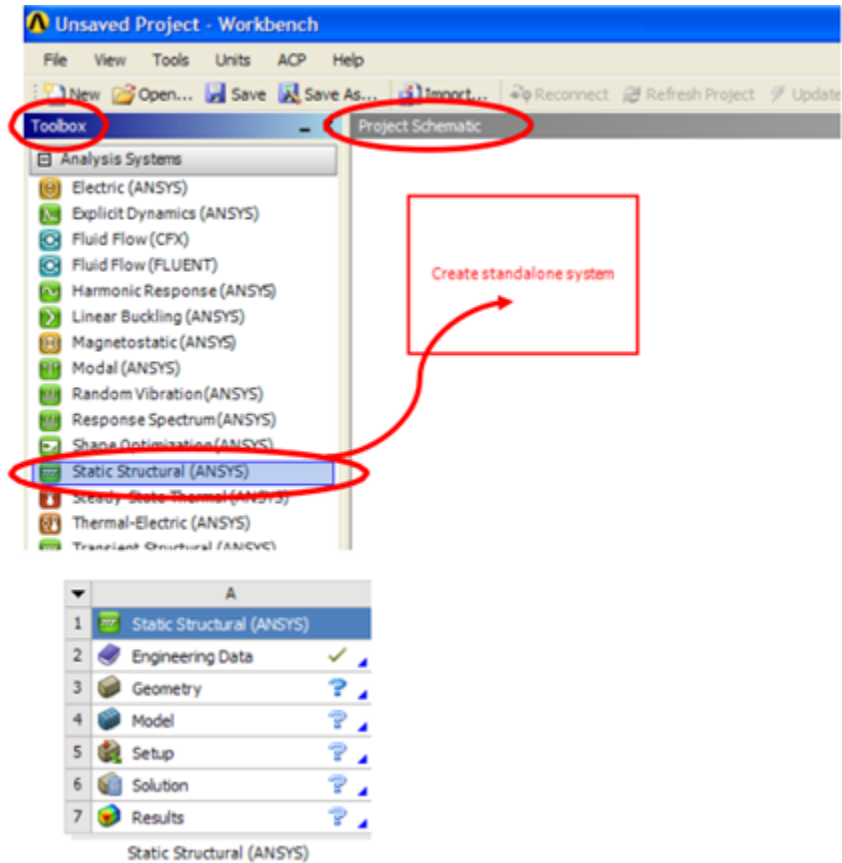 Unsaved Project - Workbench
File View Tools Units ACP Help
New Open... Save Save As... Import... Reconnect Refresh Project Update
Toolbox
Project Schematic
Analysis Systems
Electric (ANSYS)
Explicit Dynamics (ANSYS)
Fluid Flow (CFX)
Fluid Flow (FLUENT)
Harmonic Response (ANSYS)
Linear Buckling (ANSYS)
Magnetostatic (ANSYS)
Modal (ANSYS)
Random Vibration (ANSYS)
Response Spectrum (ANSYS)
Shape Optimization (ANSYS)
Static Structural (ANSYS)
Steady-State Thermal (ANSYS)
Thermal-Electric (ANSYS)
Transient Structural (ANSYS)
Create standalone system
A
1 Static Structural (ANSYS)
2 Engineering Data
3 Geometry ?
4 Model ?
5 Setup ?
6 Solution ?
7 Results ?
Static Structural (ANSYS)